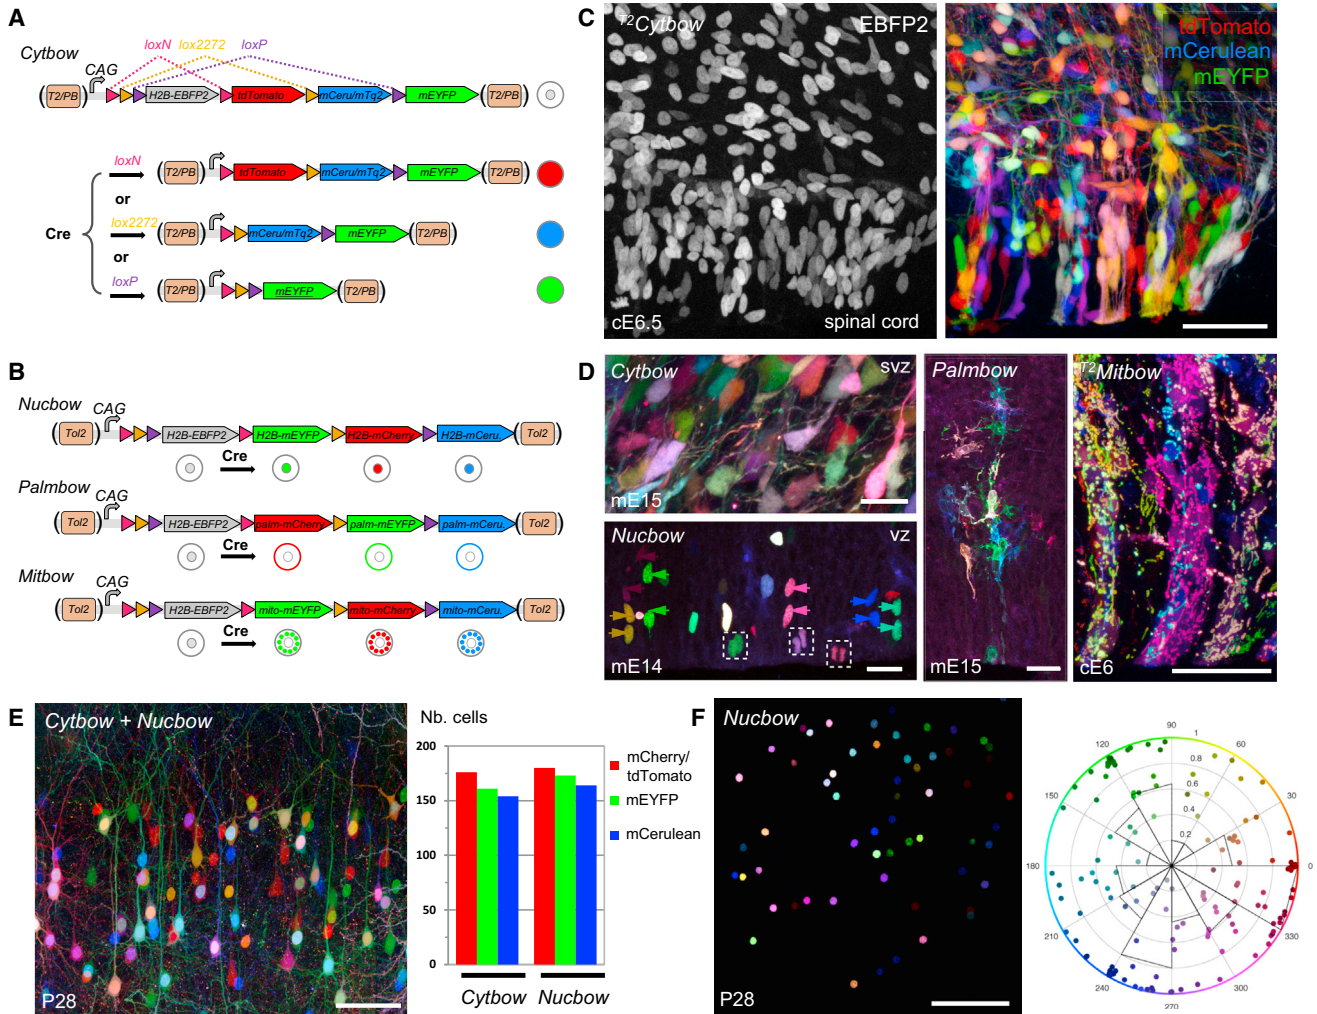 A
Cytbow
CAG
loxN
lox2272
loxP
T2/PB
H2B-EBFP2
tdTomato
mCeru/mTq2
mEYFP
T2/PB
Cre
loxN
T2/PB
tdTomato
mCeru/mTq2
mEYFP
T2/PB
or
lox2272
T2/PB
mCeru/mTq2
mEYFP
T2/PB
or
loxP
T2/PB
mEYFP
T2/PB
B
Nucbow
CAG
Tol2
H2B-EBFP2
H2B-mEYFP
H2B-mCherry
H2B-mCeru.
Tol2
Cre
Palmbow
CAG
Tol2
H2B-EBFP2
palm-mCherry
palm-mEYFP
palm-mCeru.
Tol2
Cre
Mitbow
CAG
Tol2
H2B-EBFP2
mito-mEYFP
mito-mCherry
mito-mCeru.
Tol2
Cre
C
T2Cytbow
EBFP2
cE6.5
spinal cord
tdTomato
mCerulean
mEYFP
D
Cytbow
SVZ
mE15
Nucbow
VZ
mE14
Palmbow
mE15
T2Mitbow
cE6
E
Cytbow + Nucbow
P28
Nb. cells
200
150
100
50
0
Cytbow
Nucbow
mCherry/
tdTomato
mEYFP
mCerulean
F
Nucbow
P28
90
120
60
150
30
180
0
210
330
240
300
270
1
0.8
0.6
0.4
0.2